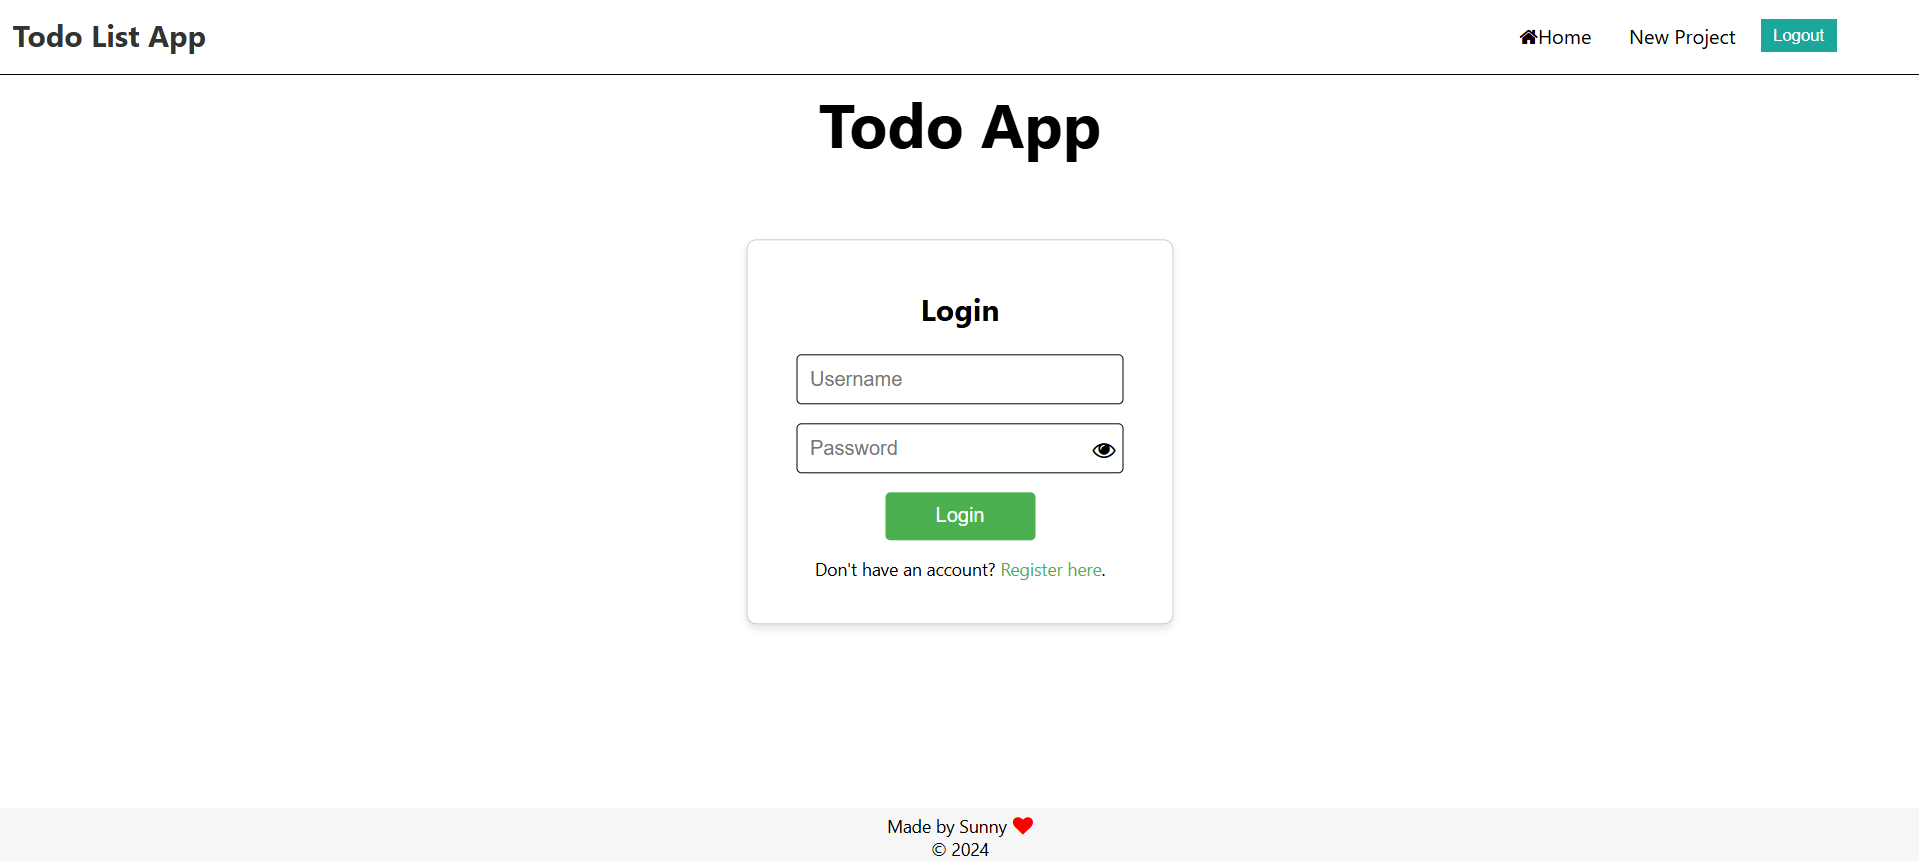 Todo List App
Home New Project Logout
Todo App
Login
Username
Password
Login
Don't have an account? Register here.
Made by Sunny
© 2024